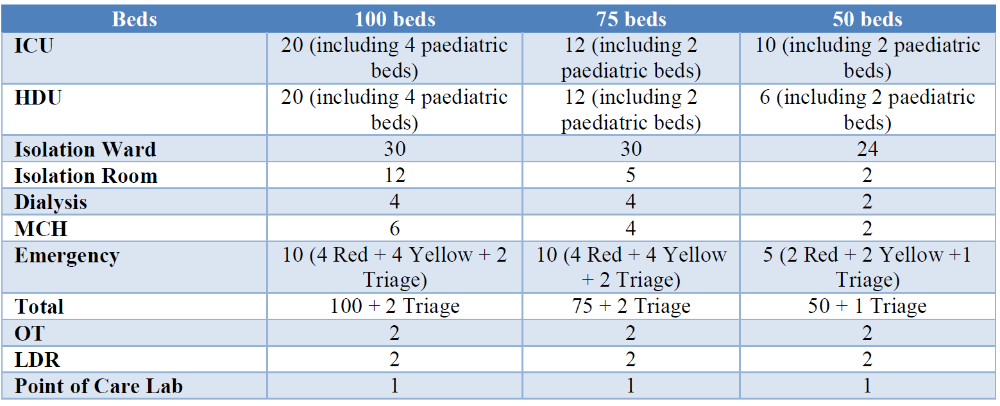 Beds 100 beds 75 beds 50 beds
ICU 20 (including 4 paediatric beds) 12 (including 2 paediatric beds) 10 (including 2 paediatric beds)
HDU 20 (including 4 paediatric beds) 12 (including 2 paediatric beds) 6 (including 2 paediatric beds)
Isolation Ward 30 30 24
Isolation Room 12 5 2
Dialysis 4 4 2
MCH 6 4 2
Emergency 10 (4 Red + 4 Yellow + 2 Triage) 10 (4 Red + 4 Yellow + 2 Triage) 5 (2 Red + 2 Yellow +1 Triage)
Total 100 + 2 Triage 75 + 2 Triage 50 + 1 Triage
OT 2 2 2
LDR 2 2 2
Point of Care Lab 1 1 1